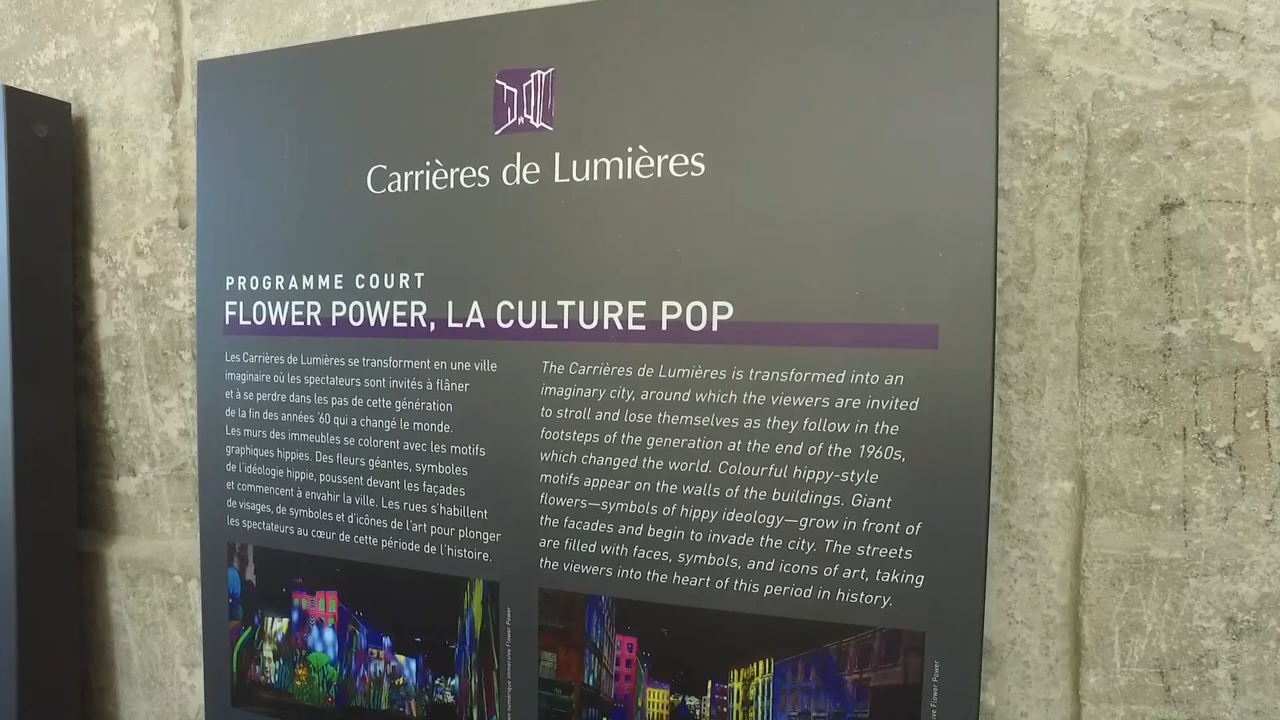 Carrières de Lumières
PROGRAMME COURT
FLOWER POWER, LA CULTURE POP
Les Carrières de Lumières se transforment en une ville
imaginaire où les spectateurs sont invités à flâner
et à se perdre dans les pas de cette génération
de la fin des années '60 qui a changé le monde.
Les murs des immeubles se colorent avec les motifs
graphiques hippies. Des fleurs géantes, symboles
de l'idéologie hippie, poussent devant les façades
et commencent à envahir la ville. Les rues s'habillent
de visages, de symboles et d'icônes de l'art pour plonger
les spectateurs au cœur de cette période de l'histoire.
The Carrières de Lumières is transformed into an
imaginary city, around which the viewers are invited
to stroll and lose themselves as they follow in the
footsteps of the generation at the end of the 1960s,
which changed the world. Colourful hippy-style
motifs appear on the walls of the buildings. Giant
flowers—symbols of hippy ideology—grow in front of
the facades and begin to invade the city. The streets
are filled with faces, symbols, and icons of art, taking
the viewers into the heart of this period in history.
numérique immersive Flower Power
Flower Power